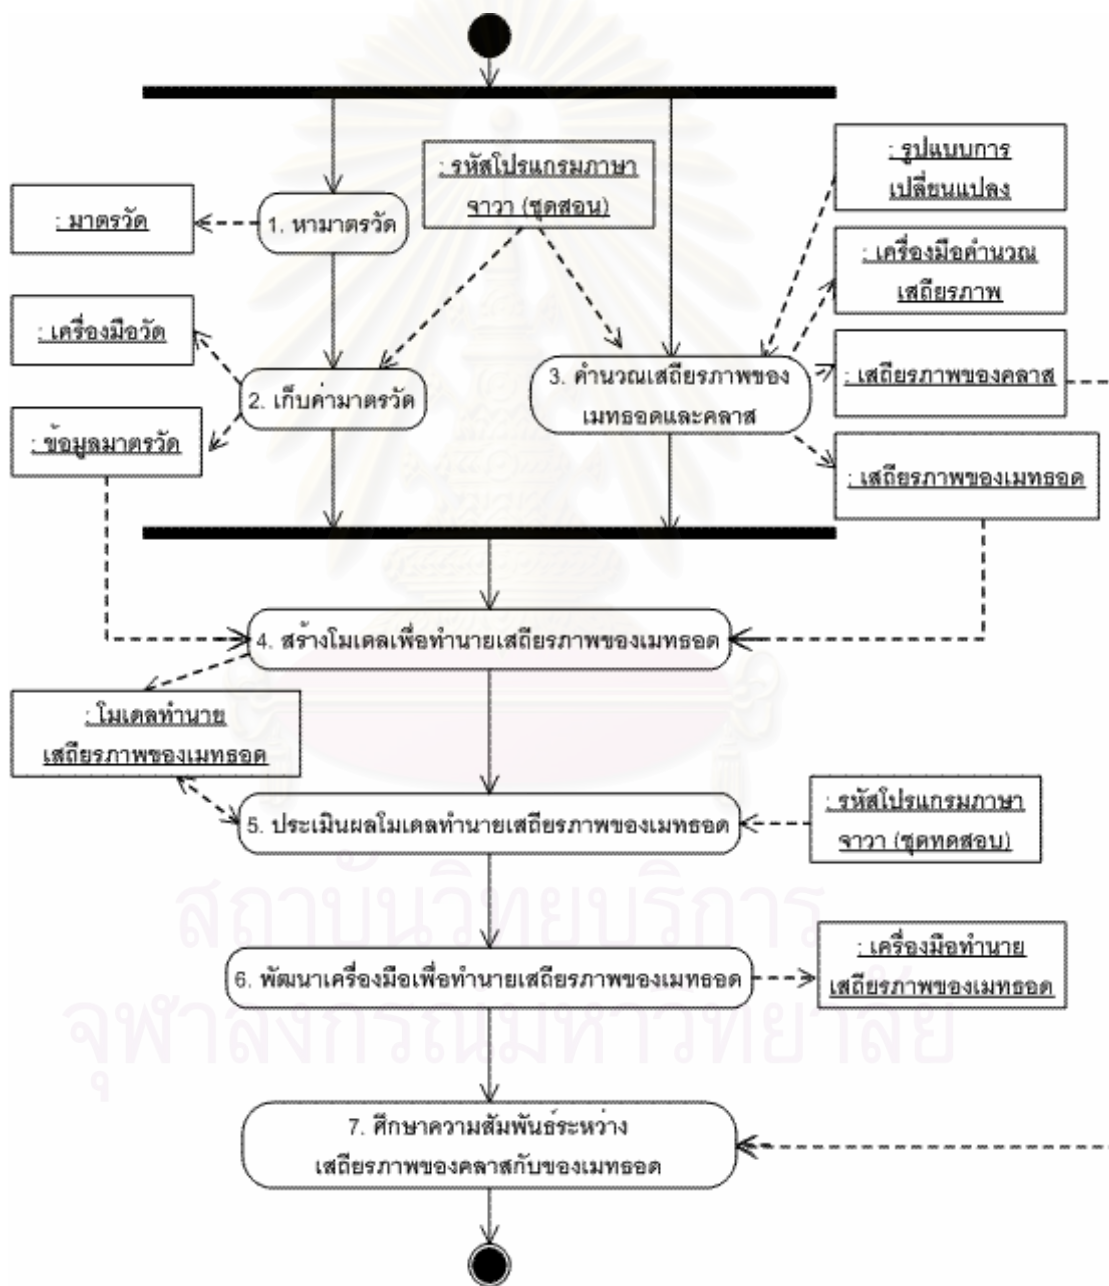 : รูปแบบการ
เปลี่ยนแปลง
: รหัสโปรแกรมภาษา
จาวา (ชุดสอน)
: มาตรวัด
1. หามาตรวัด
: เครื่องมือคำนวณ
เสถียรภาพ
: เครื่องมือวัด
2. เก็บค่ามาตรวัด
3. คำนวณเสถียรภาพของ
เมทธอดและคลาส
: เสถียรภาพของคลาส
: ข้อมูลมาตรวัด
: เสถียรภาพของเมทธอด
4. สร้างโมเดลเพื่อทำนายเสถียรภาพของเมทธอด
: โมเดลทำนาย
เสถียรภาพของเมทธอด
5. ประเมินผลโมเดลทำนายเสถียรภาพของเมทธอด
: รหัสโปรแกรมภาษา
จาวา (ชุดทดสอบ)
สถาบันวิทยบริการ
6. พัฒนาเครื่องมือเพื่อทำนายเสถียรภาพของเมทธอด
: เครื่องมือทำนาย
เสถียรภาพของเมทธอด
จุฬาลงกรณ์มหาวิทยาลัย
7. ศึกษาความสัมพันธ์ระหว่าง
เสถียรภาพของคลาสกับของเมทธอด